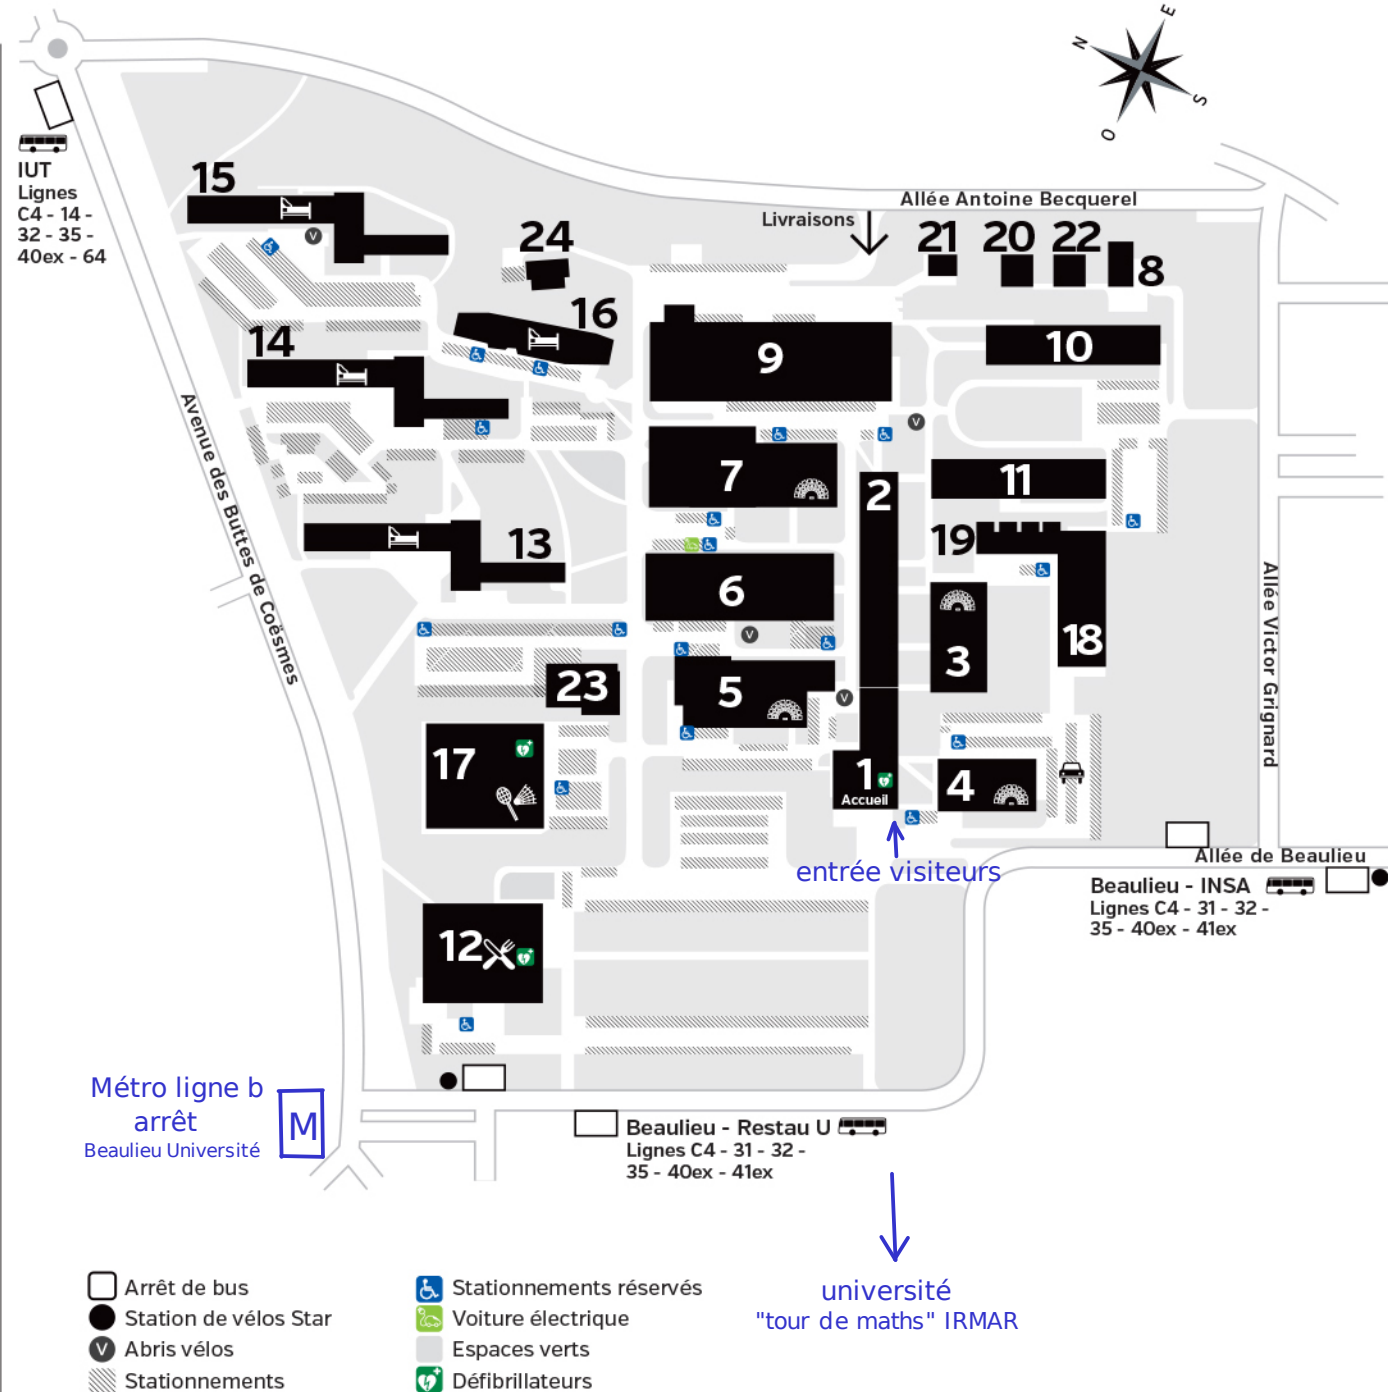 E
N
S
O
IUT
Lignes
C4 - 14 -
32 - 35 -
40ex - 64
15
V
24
16
14
Livraisons
Allée Antoine Becquerel
21
20
22
8
9
10
V
7
2
11
19
13
6
V
3
18
23
5
V
17
1
Accueil
4
12
Avenue des Buttes de Coësmes
Allée Victor Grignard
entrée visiteurs
Allée de Beaulieu
Beaulieu - INSA
Lignes C4 - 31 - 32 -
35 - 40ex - 41ex
Métro ligne b
arrêt
Beaulieu Université
M
Beaulieu - Restau U
Lignes C4 - 31 - 32 -
35 - 40ex - 41ex
université
"tour de maths" IRMAR
Arrêt de bus
Station de vélos Star
V Abris vélos
Stationnements
Stationnements réservés
Voiture électrique
Espaces verts
Défibrillateurs